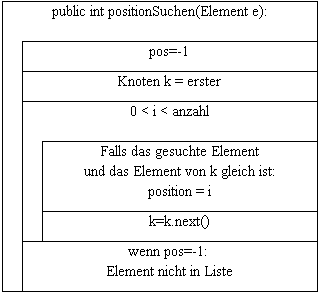 public int positionSuchen(Element e):
pos=-1
Knoten k = erster
0 < i < anzahl
Falls das gesuchte Element
und das Element von k gleich ist:
position = i
k=k.next()
wenn pos=-1:
Element nicht in Liste